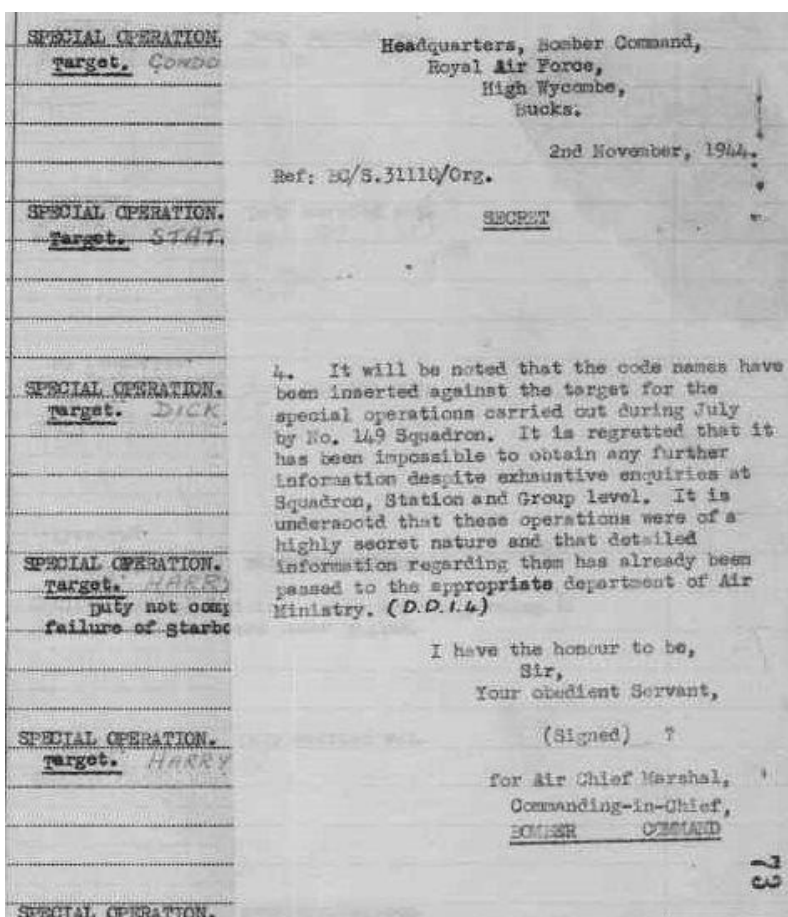 SPECIAL OPERATION.
Target. GONDO
SPECIAL OPERATION.
Target. STAT.
SPECIAL OPERATION.
Target. DICK
SPECIAL OPERATION.
Target. HARRY
Duty not comp
failure of starbo
SPECIAL OPERATION.
Target. HARRY
SPECIAL OPERATION.
Headquarters, Bomber Command,
Royal Air Force,
High Wycombe,
Bucks.
2nd November, 1944.
Ref: BC/S.31110/Org.
SECRET
4. It will be noted that the code names have
been inserted against the target for the
special operations carried out during July
by No. 149 Squadron. It is regretted that it
has been impossible to obtain any further
information despite exhaustive enquiries at
Squadron, Station and Group level. It is
undersootd that these operations were of a
highly secret nature and that detailed
information regarding them has already been
passed to the appropriate department of Air
Ministry. (D.D.I.4)
I have the honour to be,
Sir,
Your obedient Servant,
(Signed) ?
for Air Chief Marshal,
Commanding-in-Chief,
BOMBER COMMAND
73